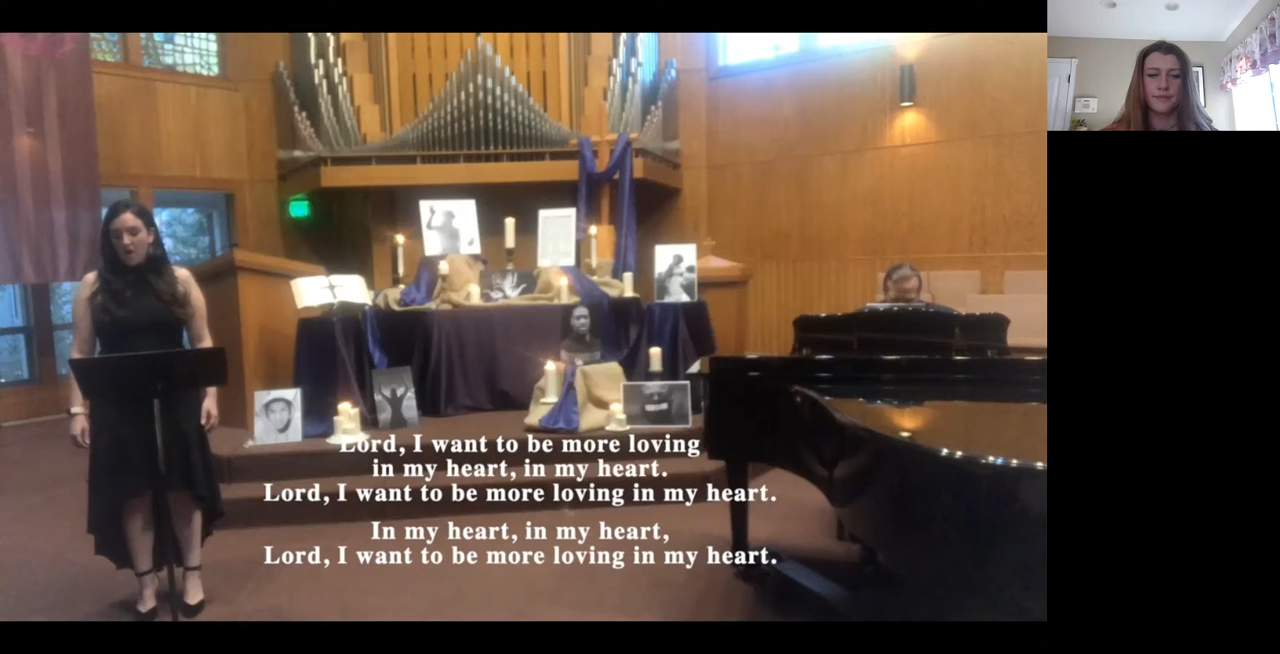 Lord, I want to be more loving
in my heart, in my heart.
Lord, I want to be more loving in my heart.
In my heart, in my heart,
Lord, I want to be more loving in my heart.